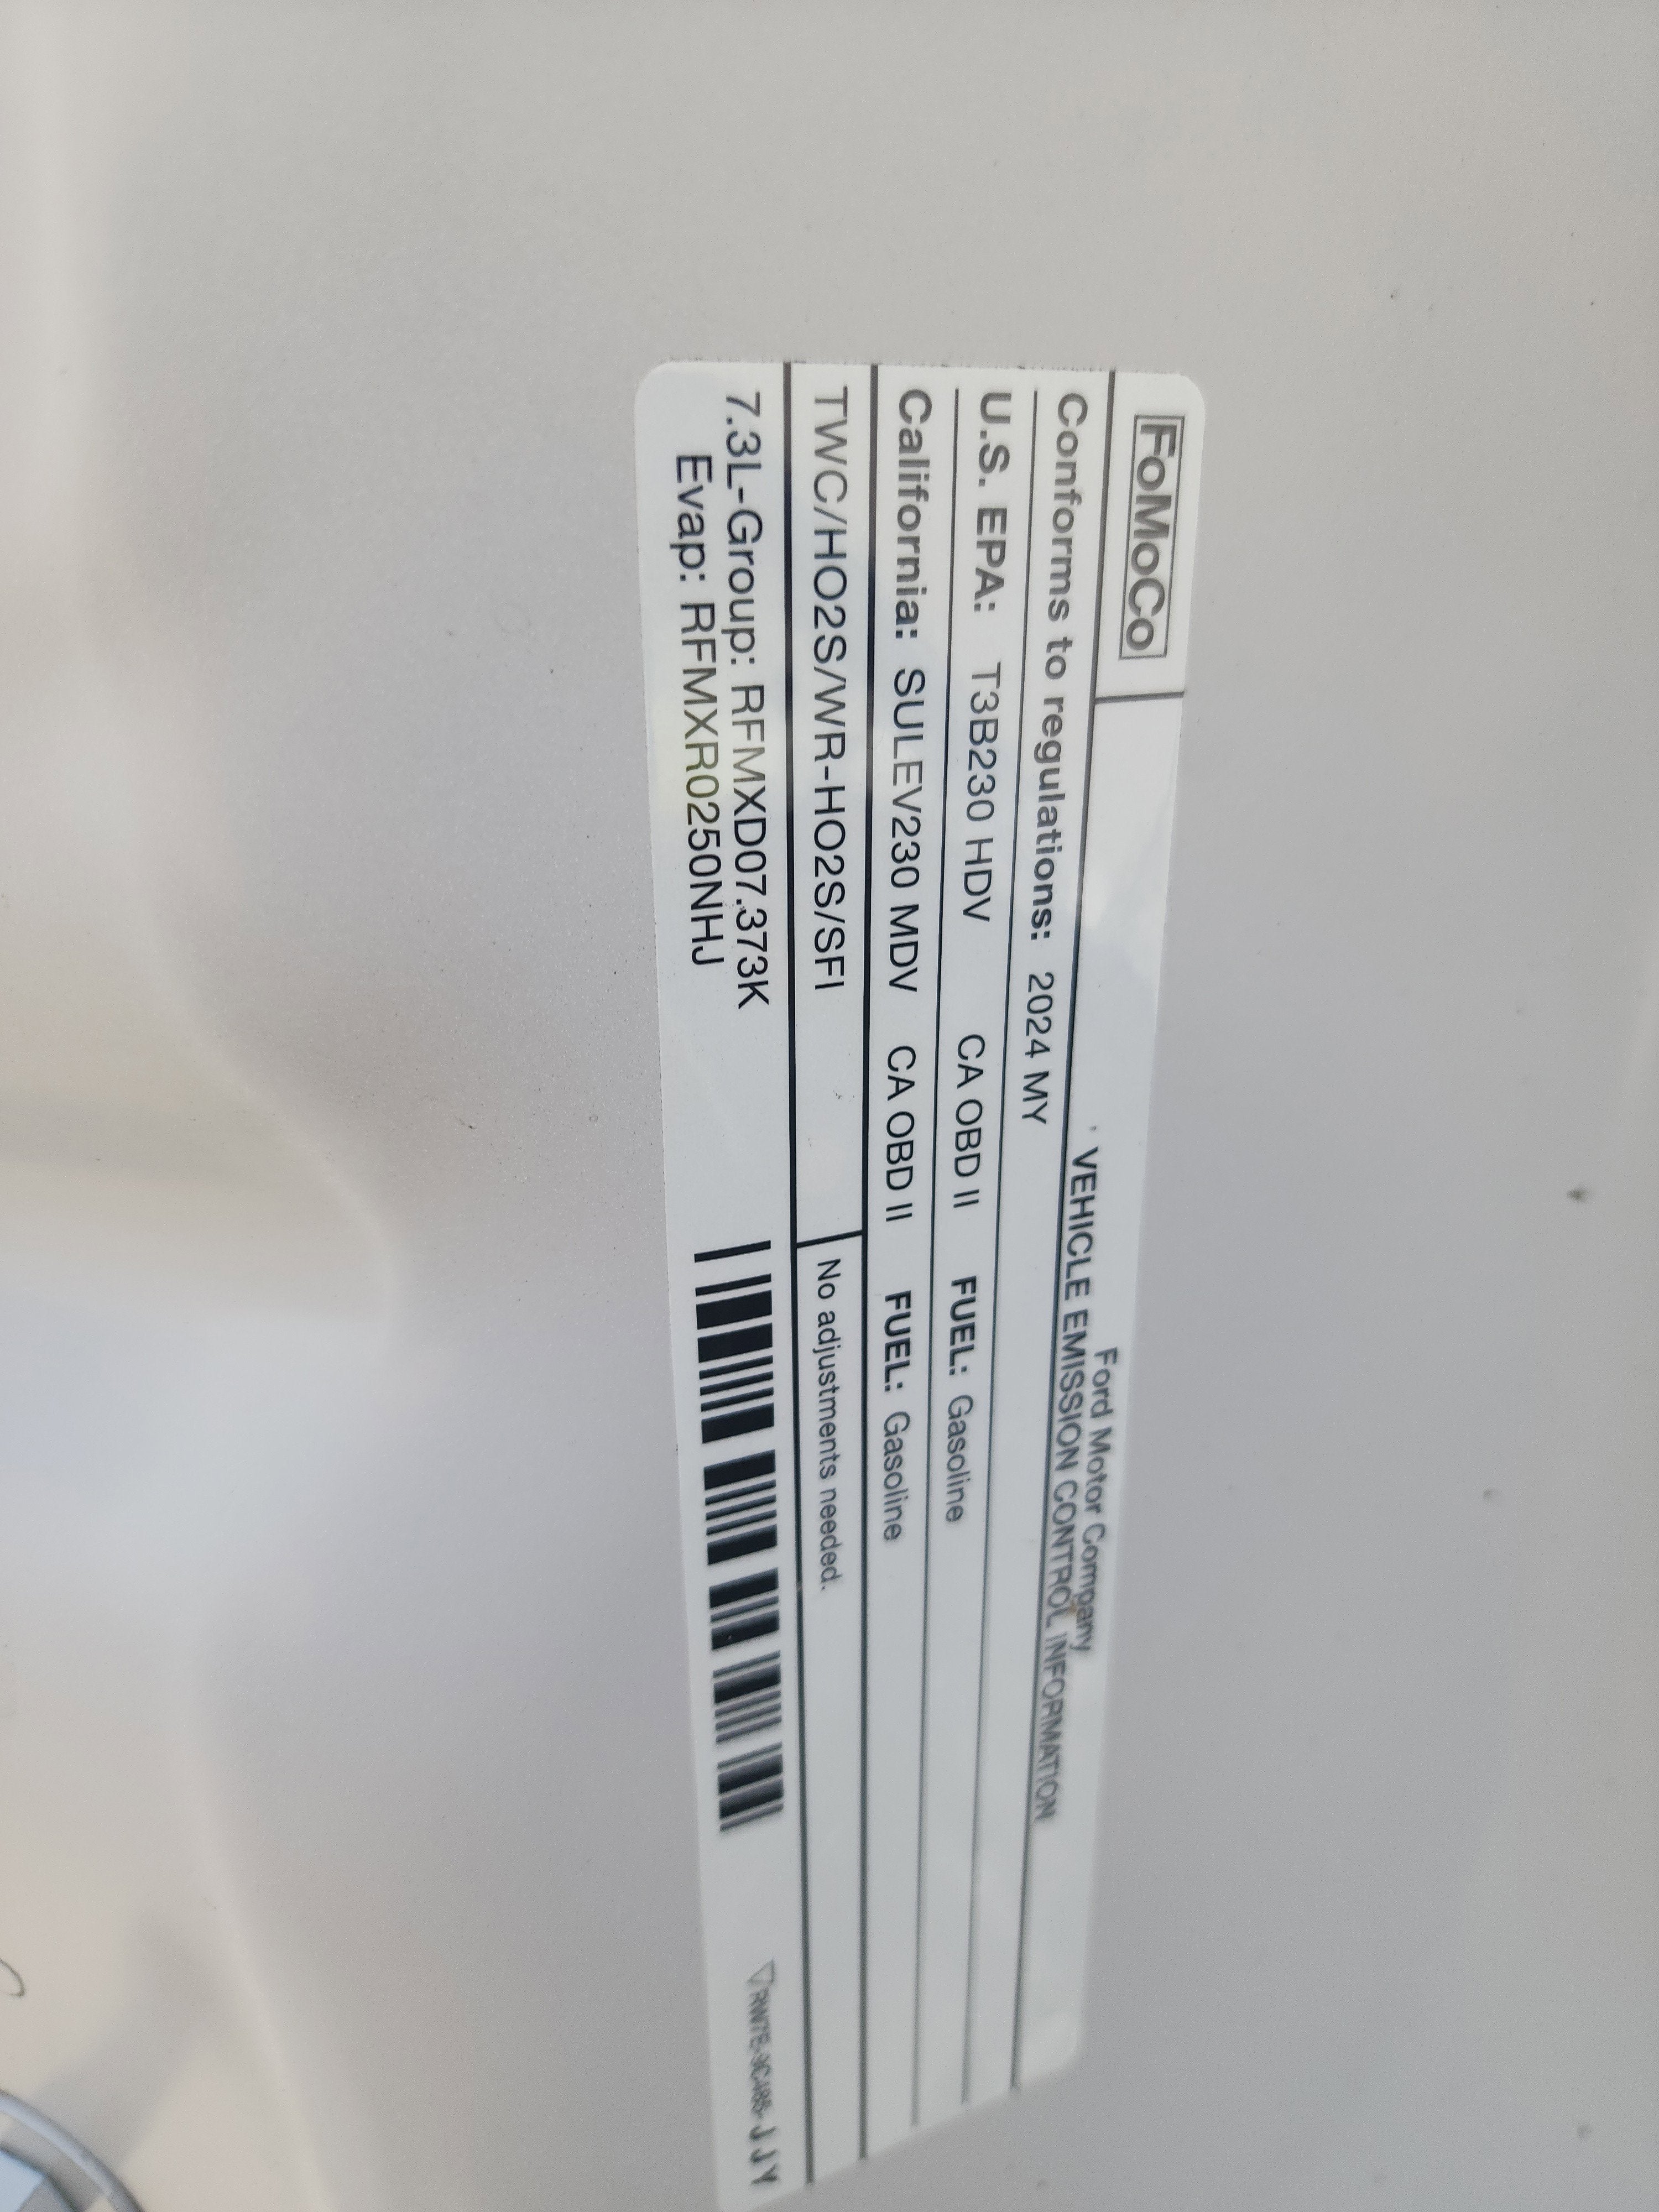 FoMoCo
Ford Motor Company
VEHICLE EMISSION CONTROL INFORMATION
Conforms to regulations: 2024 MY
U.S. EPA: T3B230 HDV CA OBD II FUEL: Gasoline
California: SULEV230 MDV CA OBD II FUEL: Gasoline
TWC/HO2S/WR-HO2S/SFI
No adjustments needed.
7.3L-Group: RFMXD07.373K
Evap: RFMXR0250NHJ
RW7E-9C485- J J Y